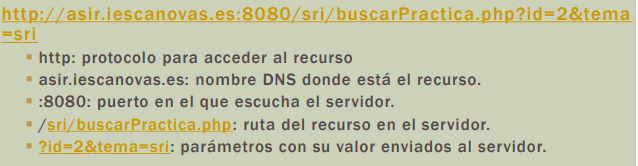 http://asir.iescanovas.es:8080/sri/buscarPractica.php?id=2&tema
=sri
▪ http: protocolo para acceder al recurso
▪ asir.iescanovas.es: nombre DNS donde está el recurso.
▪ :8080: puerto en el que escucha el servidor.
▪ /sri/buscarPractica.php: ruta del recurso en el servidor.
▪ ?id=2&tema=sri: parámetros con su valor enviados al servidor.